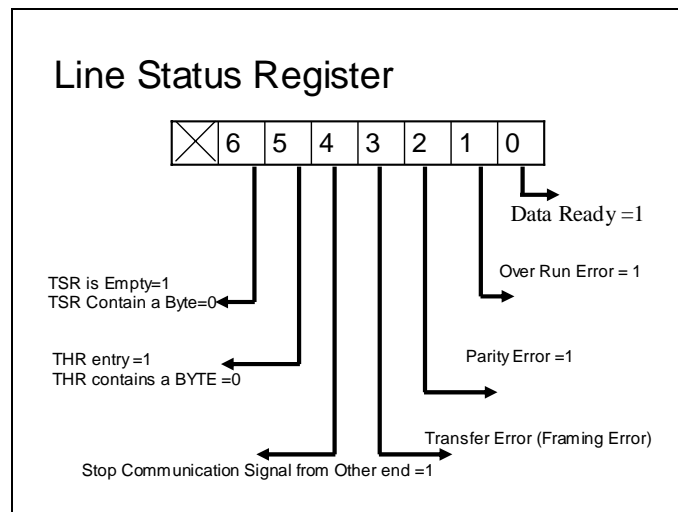 Line Status Register
6 5 4 3 2 1 0
Data Ready =1
Over Run Error = 1
TSR is Empty=1
TSR Contain a Byte=0
THR entry =1
THR contains a BYTE =0
Parity Error =1
Transfer Error (Framing Error)
Stop Communication Signal from Other end =1